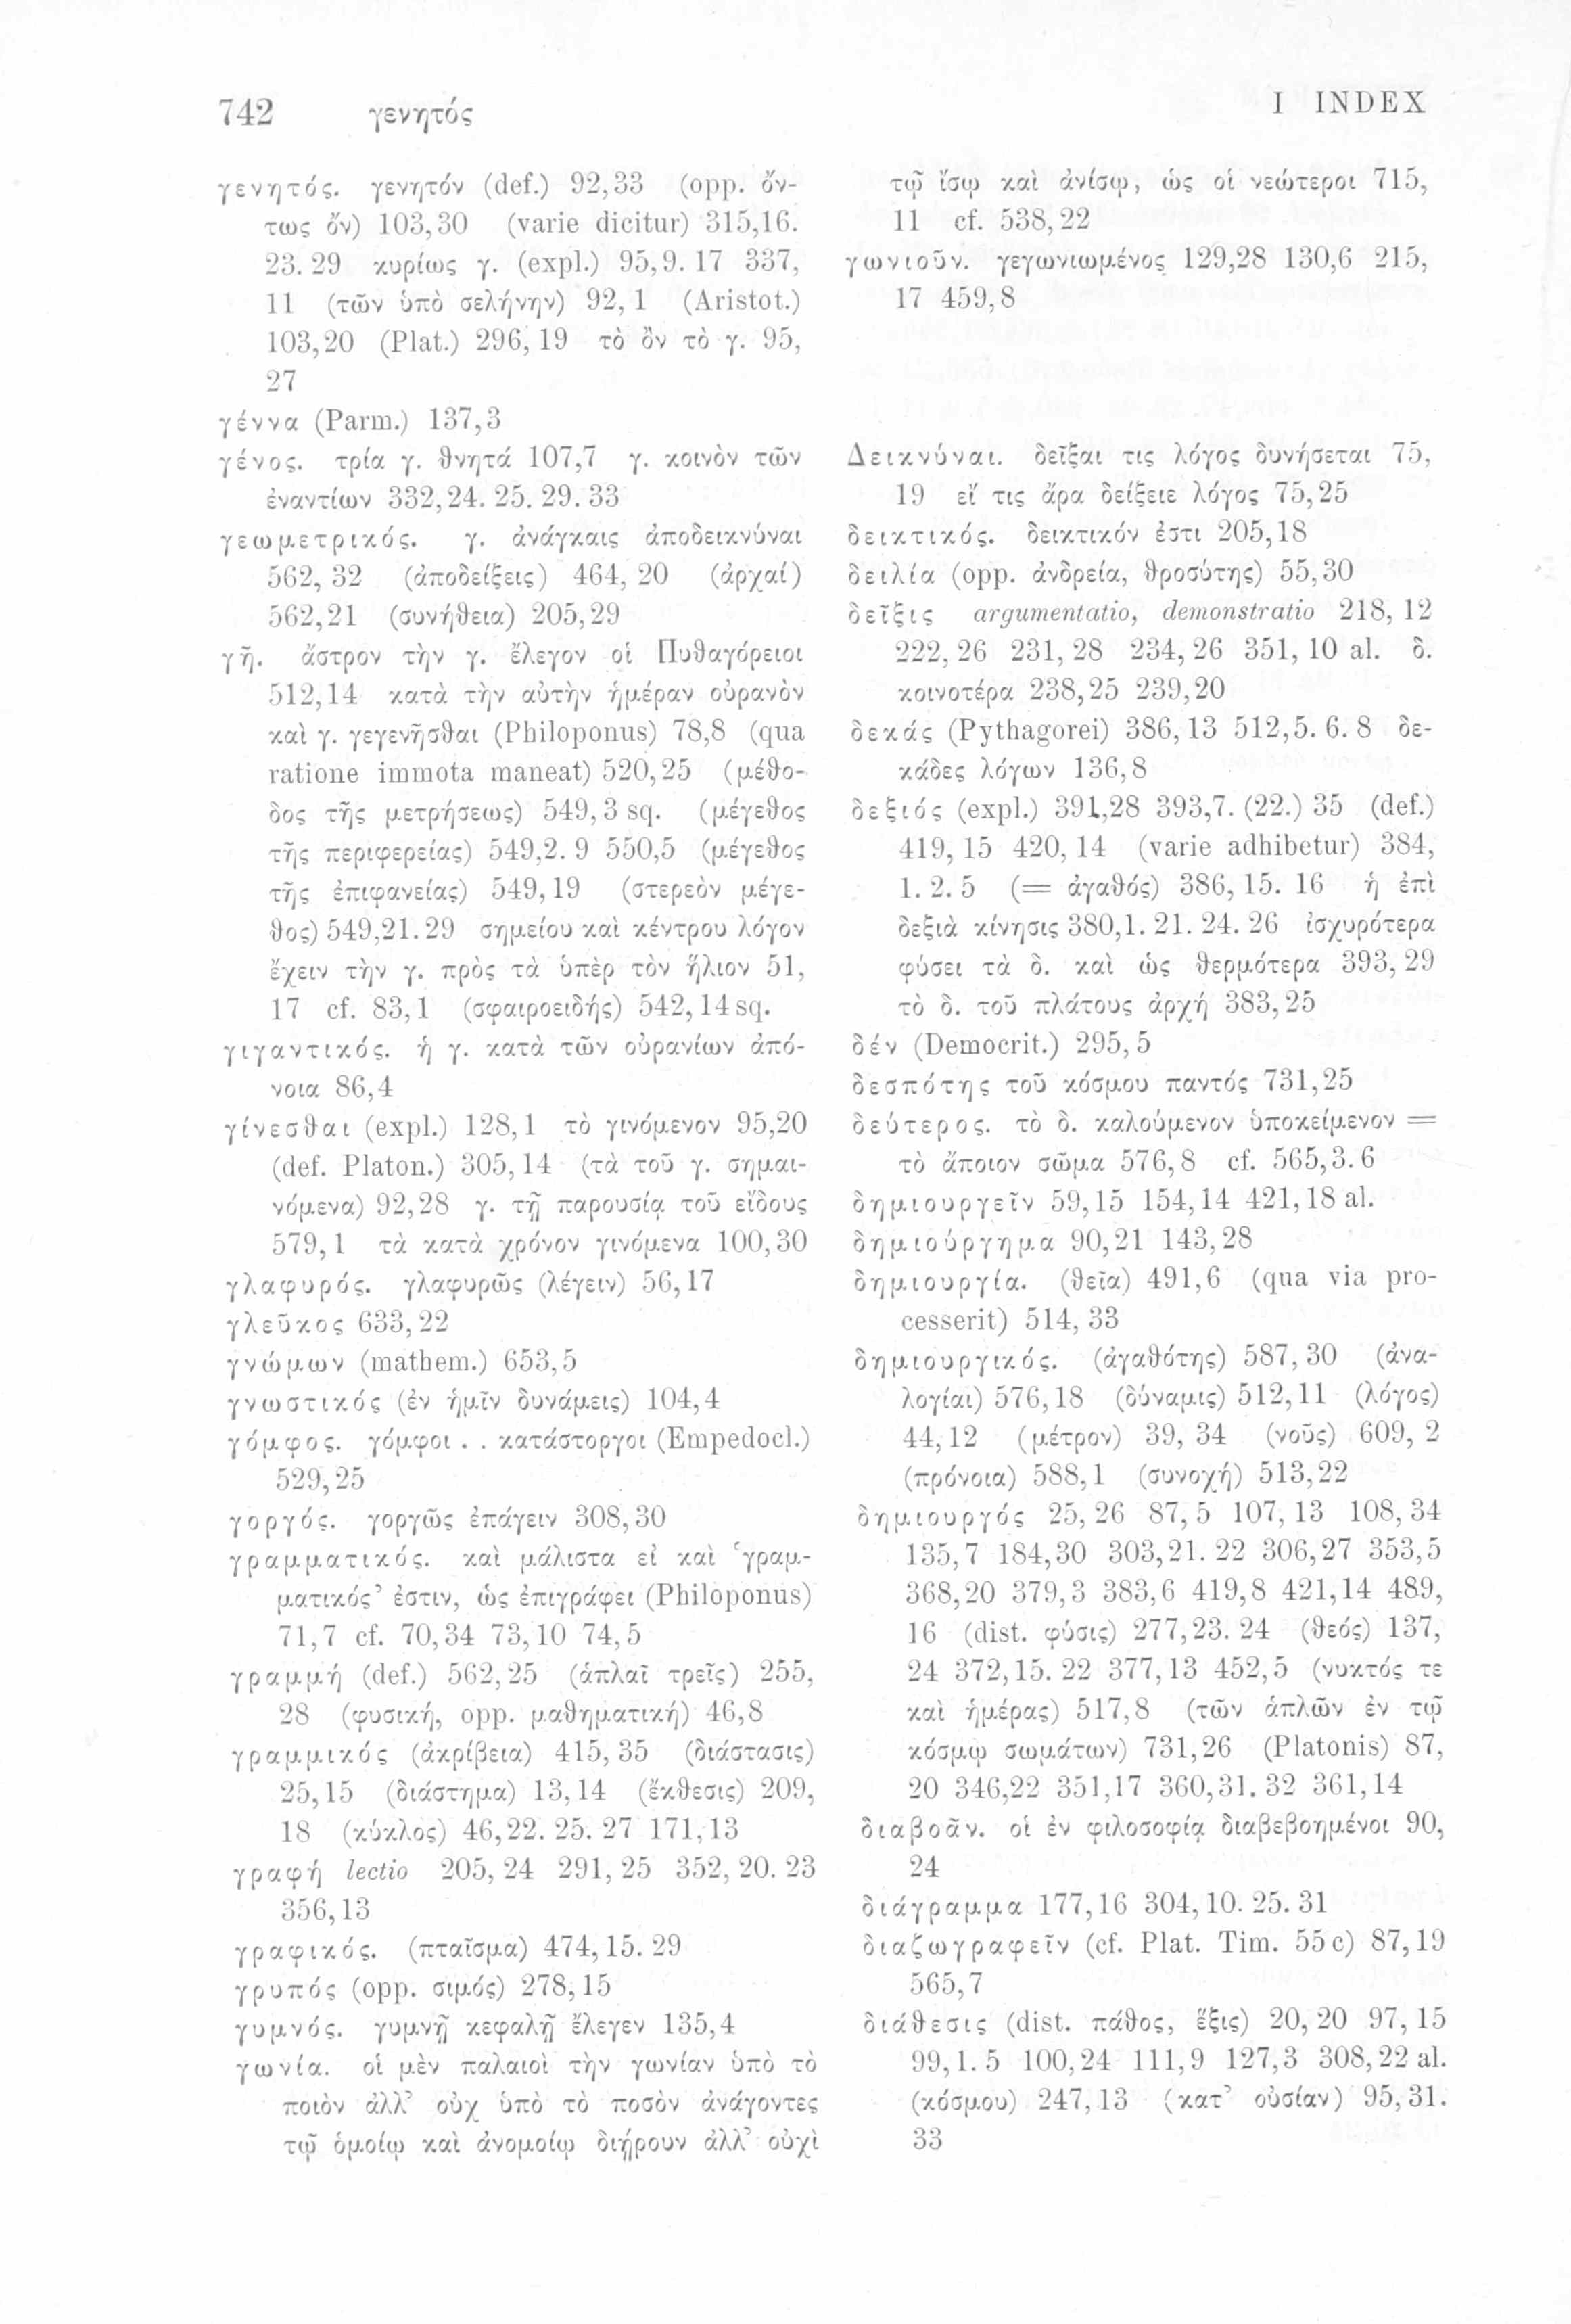 742 γενητός I INDEX
γενητός. γενητόν (def.) 92,33 (opp. ὄν-
τως ὄν) 103,30 (varie dicitur) 315,16.
23. 29 κυρίως γ. (expl.) 95,9. 17 337,
11 (τῶν ὑπὸ σελήνην) 92,1 (Aristot.)
103,20 (Plat.) 296,19 τὸ ὂν τὸ γ. 95,
27
γέννα (Parm.) 137,3
γένος. τρία γ. θνητά 107,7 γ. κοινὸν τῶν
ἐναντίων 332,24. 25. 29. 33
γεωμετρικός. γ. ἀνάγκαις ἀποδεικνύναι
562, 32 (ἀποδείξεις) 464, 20 (ἀρχαί)
562,21 (συνήθεια) 205,29
γῆ. ἄστρον τὴν γ. ἔλεγον οἱ Πυθαγόρειοι
512,14 κατὰ τὴν αὐτὴν ἡμέραν οὐρανὸν
καὶ γ. γεγενῆσθαι (Philoponus) 78,8 (qua
ratione immota maneat) 520,25 (μέθο-
δος τῆς μετρήσεως) 549,3 sq. (μέγεθος
τῆς περιφερείας) 549,2. 9 550,5 (μέγεθος
τῆς ἐπιφανείας) 549,19 (στερεὸν μέγε-
θος) 549,21. 29 σημείου καὶ κέντρου λόγον
ἔχειν τὴν γ. πρὸς τὰ ὑπὲρ τὸν ἥλιον 51,
17 cf. 83,1 (σφαιροειδής) 542,14 sq.
γιγαντικός. ἡ γ. κατὰ τῶν οὐρανίων ἀπό-
νοια 86,4
γίνεσθαι (expl.) 128,1 τὸ γινόμενον 95,20
(def. Platon.) 305,14 (τὰ τοῦ γ. σημαι-
νόμενα) 92,28 γ. τῇ παρουσίᾳ τοῦ εἴδους
579,1 τὰ κατὰ χρόνον γινόμενα 100,30
γλαφυρός. γλαφυρῶς (λέγειν) 56,17
γλεῦκος 633,22
γνώμων (mathem.) 653,5
γνωστικός (ἐν ἡμῖν δυνάμεις) 104,4
γόμφος. γόμφοι . . κατάστοργοι (Empedocl.)
529,25
γοργός. γοργῶς ἐπάγειν 308,30
γραμματικός. καὶ μάλιστα εἰ καὶ ‘γραμ-
ματικός’ ἐστιν, ὡς ἐπιγράφει (Philoponus)
71,7 cf. 70,34 73,10 74,5
γραμμή (def.) 562,25 (ἁπλαῖ τρεῖς) 255,
28 (φυσική, opp. μαθηματική) 46,8
γραμμικός (ἀκρίβεια) 415,35 (διάστασις)
25,15 (διάστημα) 13,14 (ἔκθεσις) 209,
18 (κύκλος) 46,22. 25. 27 171,13
γραφή lectio 205,24 291,25 352,20. 23
356,13
γραφικός. (πταῖσμα) 474,15. 29
γρυπός (opp. σιμός) 278,15
γυμνός. γυμνῇ κεφαλῇ ἔλεγεν 135,4
γωνία. οἱ μὲν παλαιοὶ τὴν γωνίαν ὑπὸ τὸ
ποιὸν ἀλλ’ οὐχ ὑπὸ τὸ ποσὸν ἀνάγοντες
τῷ ὁμοίῳ καὶ ἀνομοίῳ διῄρουν ἀλλ’ οὐχὶ
τῷ ἴσῳ καὶ ἀνίσῳ, ὡς οἱ νεώτεροι 715,
11 cf. 538,22
γωνιοῦν. γεγωνιωμένος 129,28 130,6 215,
17 459,8
Δεικνύναι. δεῖξαι τις λόγος δυνήσεται 75,
19 εἴ τις ἄρα δείξειε λόγος 75,25
δεικτικός. δεικτικόν ἐστι 205,18
δειλία (opp. ἀνδρεία, θροσύτης) 55,30
δεῖξις argumentatio, demonstratio 218, 12
222,26 231,28 234,26 351,10 al. δ.
κοινοτέρα 238,25 239,20
δεκάς (Pythagorei) 386,13 512,5. 6. 8 δε-
κάδες λόγων 136,8
δεξιός (expl.) 391,28 393,7. (22.) 35 (def.)
419,15 420,14 (varie adhibetur) 384,
1. 2. 5 (= ἀγαθός) 386,15. 16 ἡ ἐπὶ
δεξιὰ κίνησις 380,1. 21. 24. 26 ἰσχυρότερα
φύσει τὰ δ. καὶ ὡς θερμότερα 393,29
τὸ δ. τοῦ πλάτους ἀρχή 383,25
δέν (Democrit.) 295,5
δεσπότης τοῦ κόσμου παντός 731,25
δεύτερος. τὸ δ. καλούμενον ὑποκείμενον =
τὸ ἄποιον σῶμα 576,8 cf. 565,3. 6
δημιουργεῖν 59,15 154,14 421,18 al.
δημιούργημα 90,21 143,28
δημιουργία. (θεῖα) 491,6 (qua via pro-
cesserit) 514,33
δημιουργικός. (ἀγαθότης) 587,30 (ἀνα-
λογίαι) 576,18 (δύναμις) 512,11 (λόγος)
44,12 (μέτρον) 39, 34 (νοῦς) 609, 2
(πρόνοια) 588,1 (συνοχή) 513,22
δημιουργός 25,26 87,5 107,13 108,34
135,7 184,30 303,21. 22 306,27 353,5
368,20 379,3 383,6 419,8 421,14 489,
16 (dist. φύσις) 277,23. 24 (θεός) 137,
24 372,15. 22 377,13 452,5 (νυκτός τε
καὶ ἡμέρας) 517,8 (τῶν ἁπλῶν ἐν τῷ
κόσμῳ σωμάτων) 731,26 (Platonis) 87,
20 346,22 351,17 360,31. 32 361,14
διαβοᾶν. οἱ ἐν φιλοσοφίᾳ διαβεβοημένοι 90,
24
διάγραμμα 177,16 304,10. 25. 31
διαζωγραφεῖν (cf. Plat. Tim. 55 c) 87,19
565,7
διάθεσις (dist. πάθος, ἕξις) 20,20 97,15
99,1. 5 100,24 111,9 127,3 308,22 al.
(κόσμου) 247,13 (κατ’ οὐσίαν) 95,31.
33